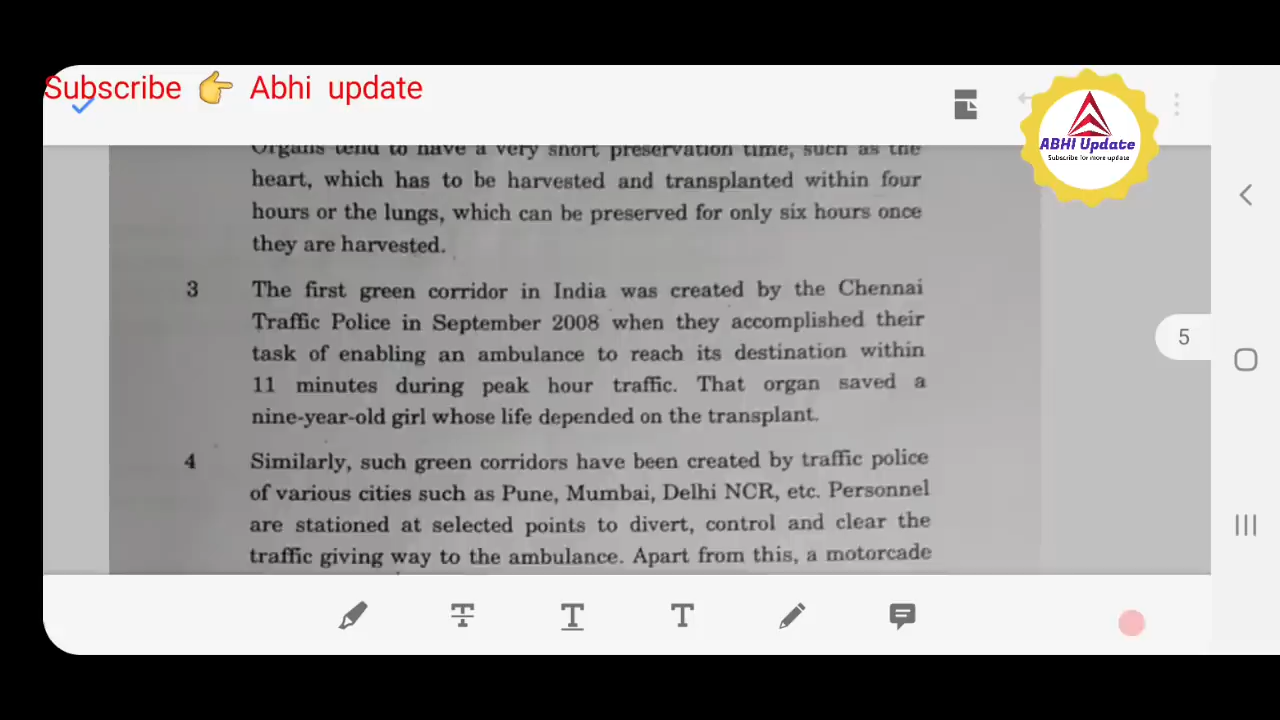 Subscribe 👉 Abhi update
ABHI Update
Subscribe for more update
Organs tend to have a very short preservation time, such as the
heart, which has to be harvested and transplanted within four
hours or the lungs, which can be preserved for only six hours once
they are harvested.
3 The first green corridor in India was created by the Chennai
Traffic Police in September 2008 when they accomplished their
task of enabling an ambulance to reach its destination within
11 minutes during peak hour traffic. That organ saved a
nine-year-old girl whose life depended on the transplant.
5
4 Similarly, such green corridors have been created by traffic police
of various cities such as Pune, Mumbai, Delhi NCR, etc. Personnel
are stationed at selected points to divert, control and clear the
traffic giving way to the ambulance. Apart from this, a motorcade
T T T